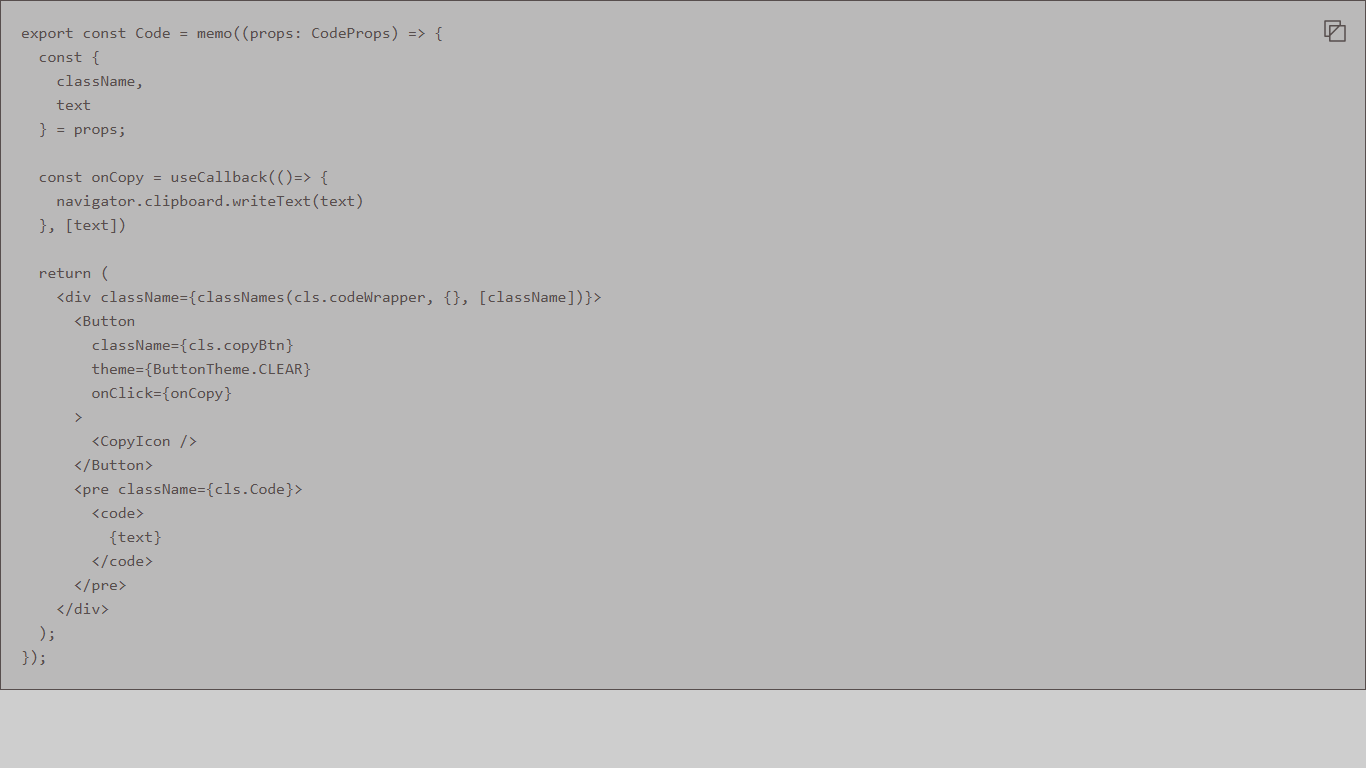 export const Code = memo((props: CodeProps) => {
  const {
    className,
    text
  } = props;

  const onCopy = useCallback(()=> {
    navigator.clipboard.writeText(text)
  }, [text])

  return (
    <div className={classNames(cls.codeWrapper, {}, [className])}>
      <Button
        className={cls.copyBtn}
        theme={ButtonTheme.CLEAR}
        onClick={onCopy}
      >
        <CopyIcon />
      </Button>
      <pre className={cls.Code}>
        <code>
          {text}
        </code>
      </pre>
    </div>
  );
});